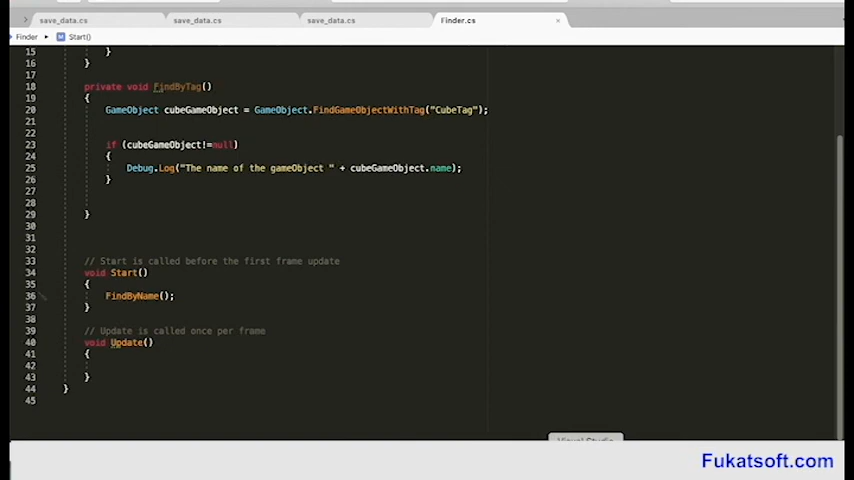 save_data.cs save_data.cs save_data.cs Finder.cs ×
Finder Start()
15 }
16 }
17
18 private void FindByTag()
19 {
20 GameObject cubeGameObject = GameObject.FindGameObjectWithTag("CubeTag");
21
22
23 if (cubeGameObject!=null)
24 {
25 Debug.Log("The name of the gameObject " + cubeGameObject.name);
26 }
27
28
29 }
30
31
32
33 // Start is called before the first frame update
34 void Start()
35 {
36 FindByName();
37 }
38
39 // Update is called once per frame
40 void Update()
41 {
42
43 }
44 }
45
Visual Studio
Fukatsoft.com